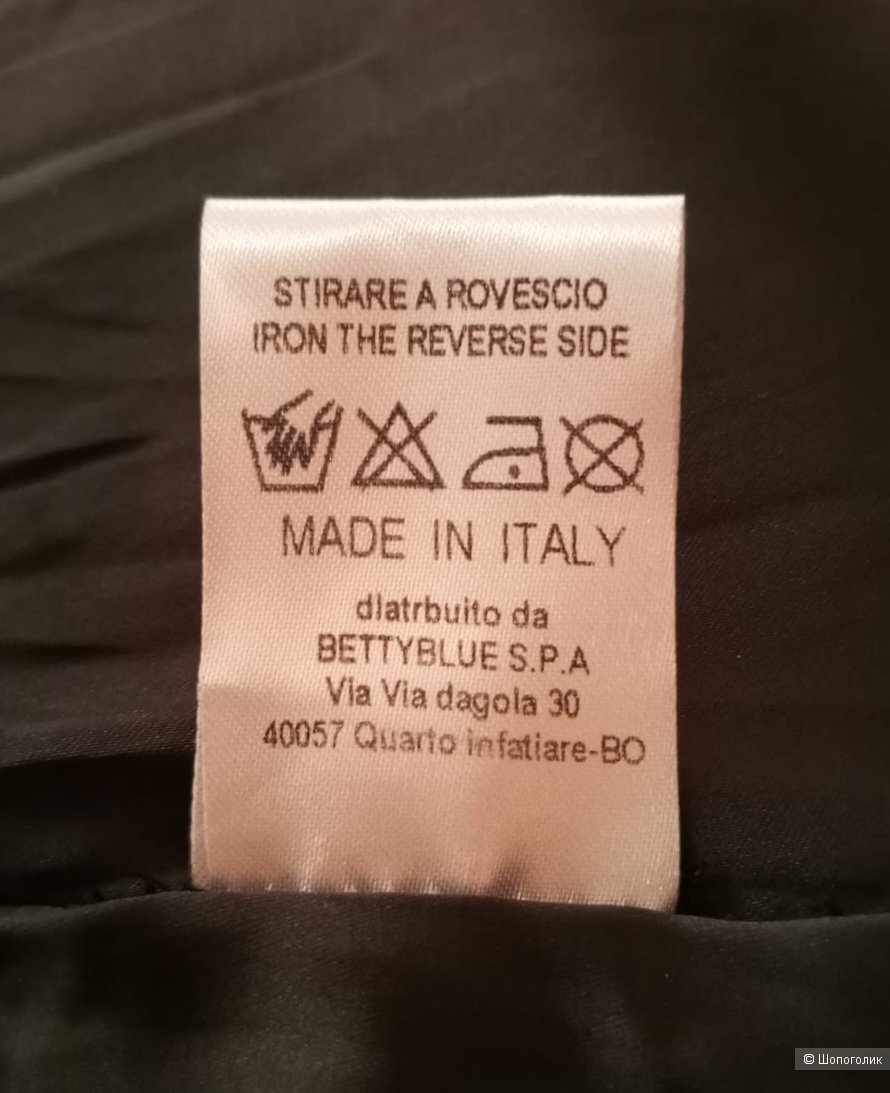 STIRARE A ROVESCIO
IRON THE REVERSE SIDE
MADE IN ITALY
dlatrbuito da
BETTYBLUE S.P.A
Via Via dagola 30
40057 Quarto infatiare-BO
© Шопоголик